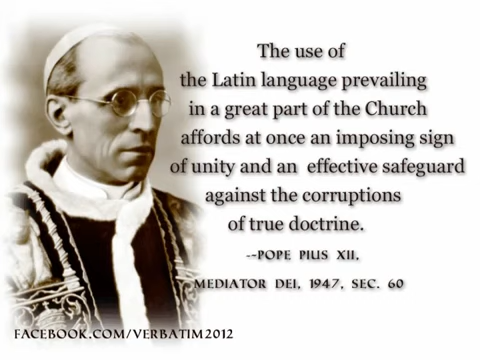 The use of
the Latin language prevailing
in a great part of the Church
affords at once an imposing sign
of unity and an effective safeguard
against the corruptions
of true doctrine.
--POPE PIUS XII,
MEDIATOR DEI, 1947, SEC. 60
FACEBOOK.COM/VERBATIM2012